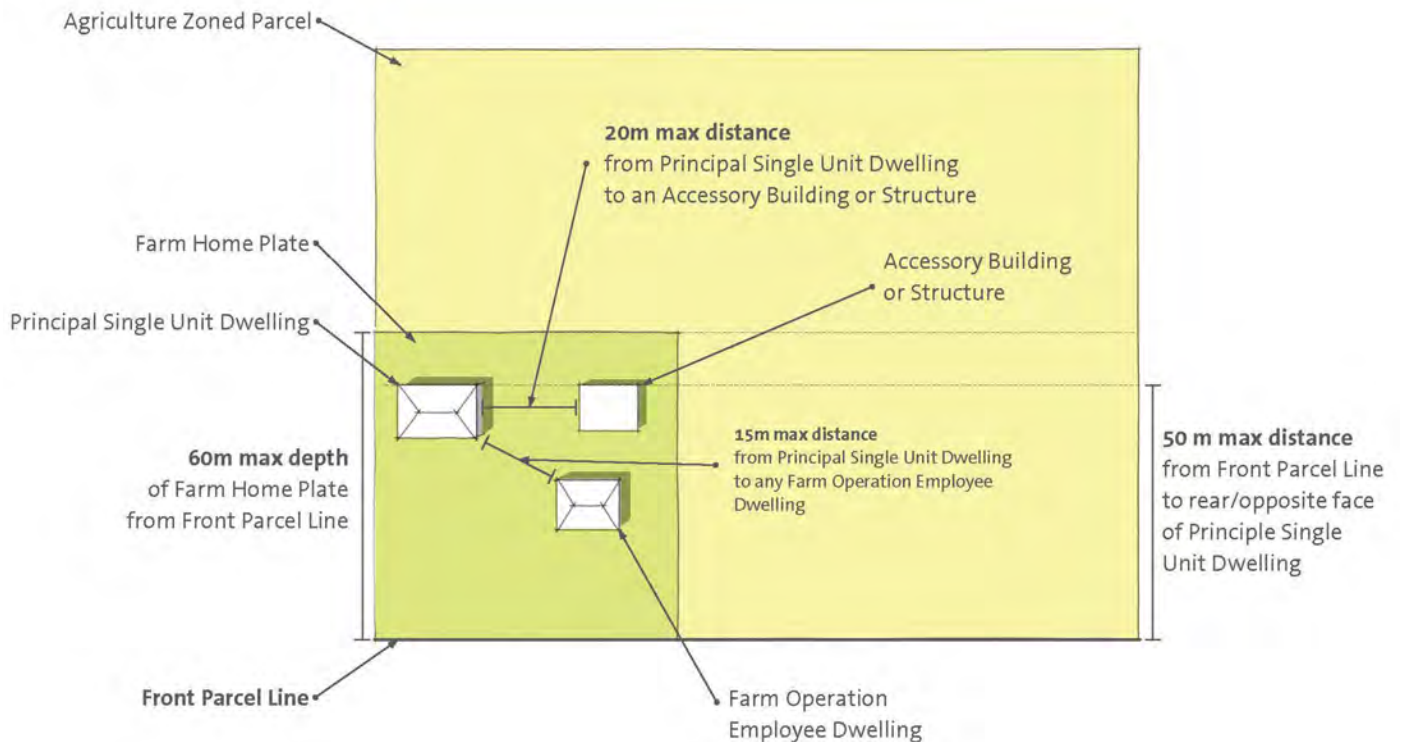 Agriculture Zoned Parcel
20m max distance
from Principal Single Unit Dwelling
to an Accessory Building or Structure
Farm Home Plate
Accessory Building
or Structure
Principal Single Unit Dwelling
60m max depth
of Farm Home Plate
from Front Parcel Line
15m max distance
from Principal Single Unit Dwelling
to any Farm Operation Employee
Dwelling
50 m max distance
from Front Parcel Line
to rear/opposite face
of Principle Single
Unit Dwelling
Front Parcel Line
Farm Operation
Employee Dwelling